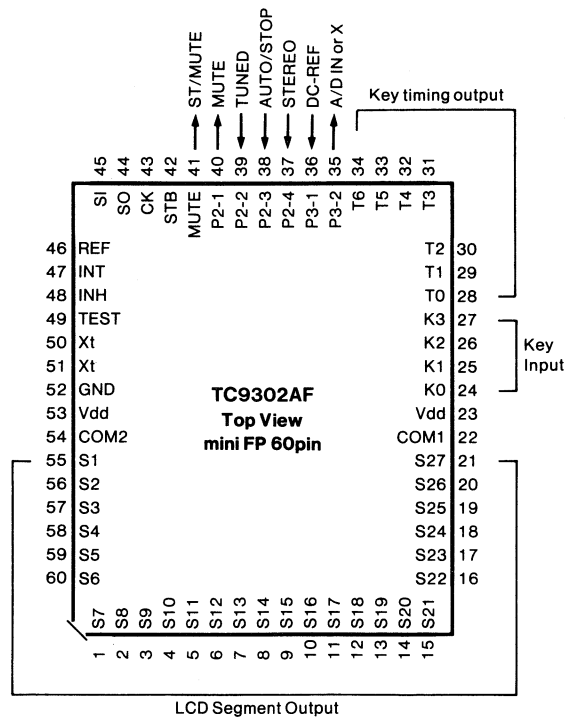 ST/MUTE
MUTE
TUNED
AUTO/STOP
STEREO
DC-REF
A/D IN or X
Key timing output
45 44 43 42 41 40 39 38 37 36 35 34 33 32 31
SI SO CK STB MUTE P2-1 P2-2 P2-3 P2-4 P3-1 P3-2 T6 T5 T4 T3
46 REF T2 30
47 INT T1 29
48 INH T0 28
49 TEST K3 27
50 Xt K2 26
51 Xt K1 25
Key
Input
52 GND K0 24
53 Vdd Vdd 23
54 COM2 COM1 22
55 S1 S27 21
56 S2 S26 20
57 S3 S25 19
58 S4 S24 18
59 S5 S23 17
60 S6 S22 16
TC9302AF
Top View
mini FP 60pin
S7 S8 S9 S10 S11 S12 S13 S14 S15 S16 S17 S18 S19 S20 S21
1 2 3 4 5 6 7 8 9 10 11 12 13 14 15
LCD Segment Output